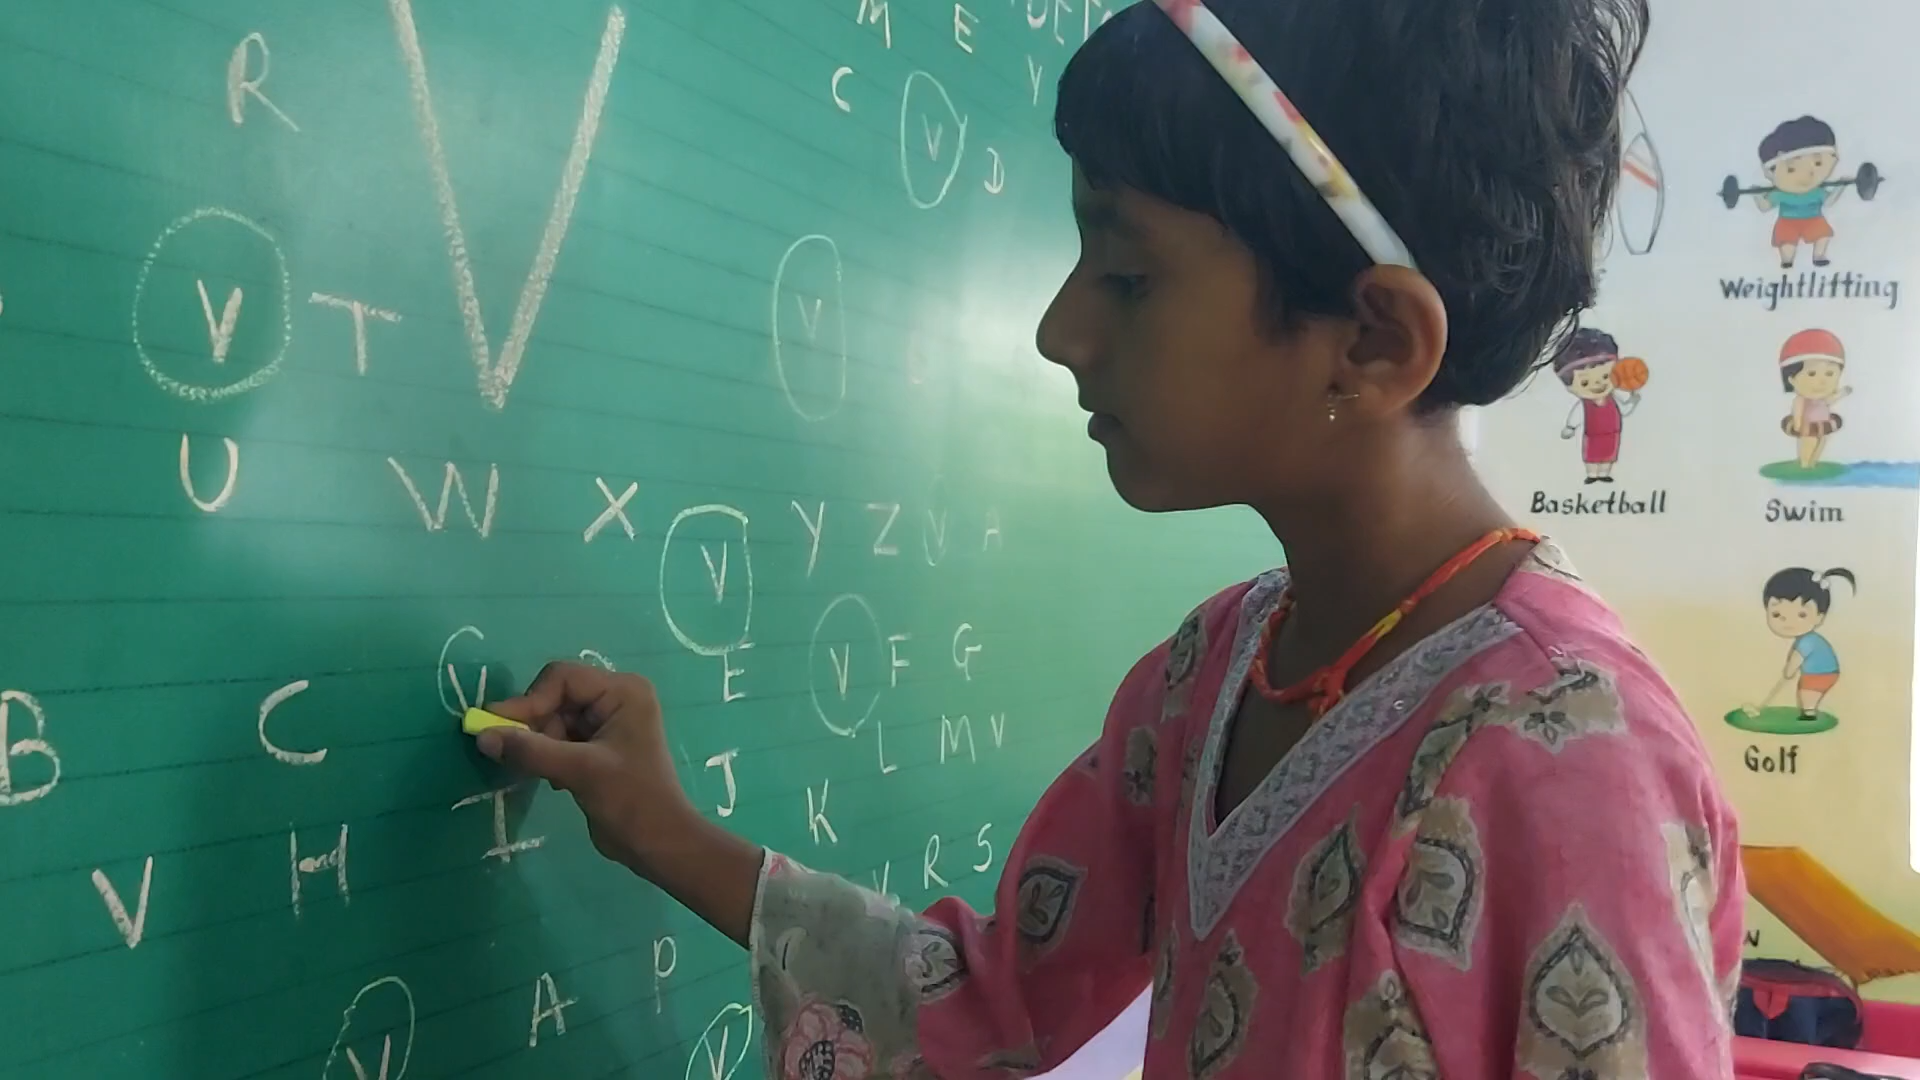 M E
R
C V Y
V D
V T V
V
U W X V Y Z V A
C V E V F G
B
J L M V
V H I K
V R S
A P
V V
Weightlifting
Basketball Swim
Golf